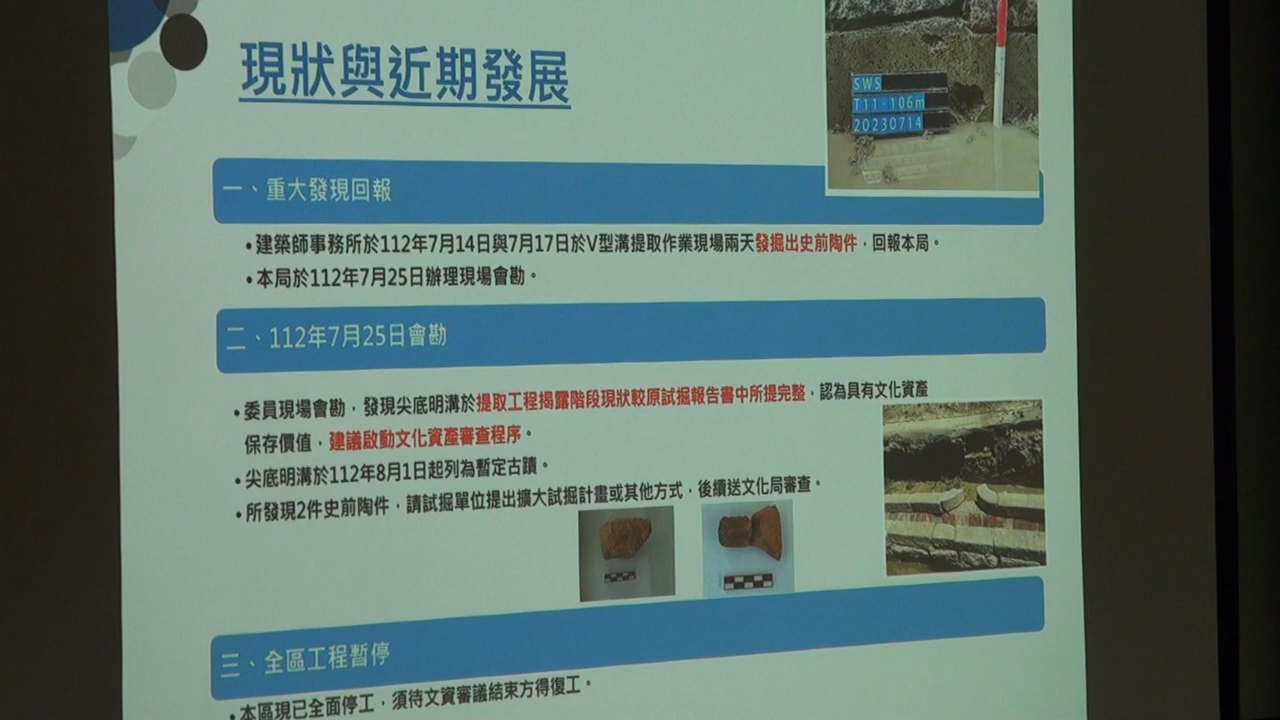 現狀與近期發展
SWS
T11-106m
20230714
一、重大發現回報
•建築師事務所於112年7月14日與7月17日於V型溝提取作業現場兩天發掘出史前陶件，回報本局。
•本局於112年7月25日辦理現場會勘。
二、112年7月25日會勘
•委員現場會勘，發現尖底明溝於提取工程揭露階段現狀較原試掘報告書中所提完整，認為具有文化資產
保存價值，建議啟動文化資產審查程序。
•尖底明溝於112年8月1日起列為暫定古蹟。
•所發現2件史前陶件，請試掘單位提出擴大試掘計畫或其他方式，後續送文化局審查。
三、全區工程暫停
•本區現已全面停工，須待文資審議結束方得復工。